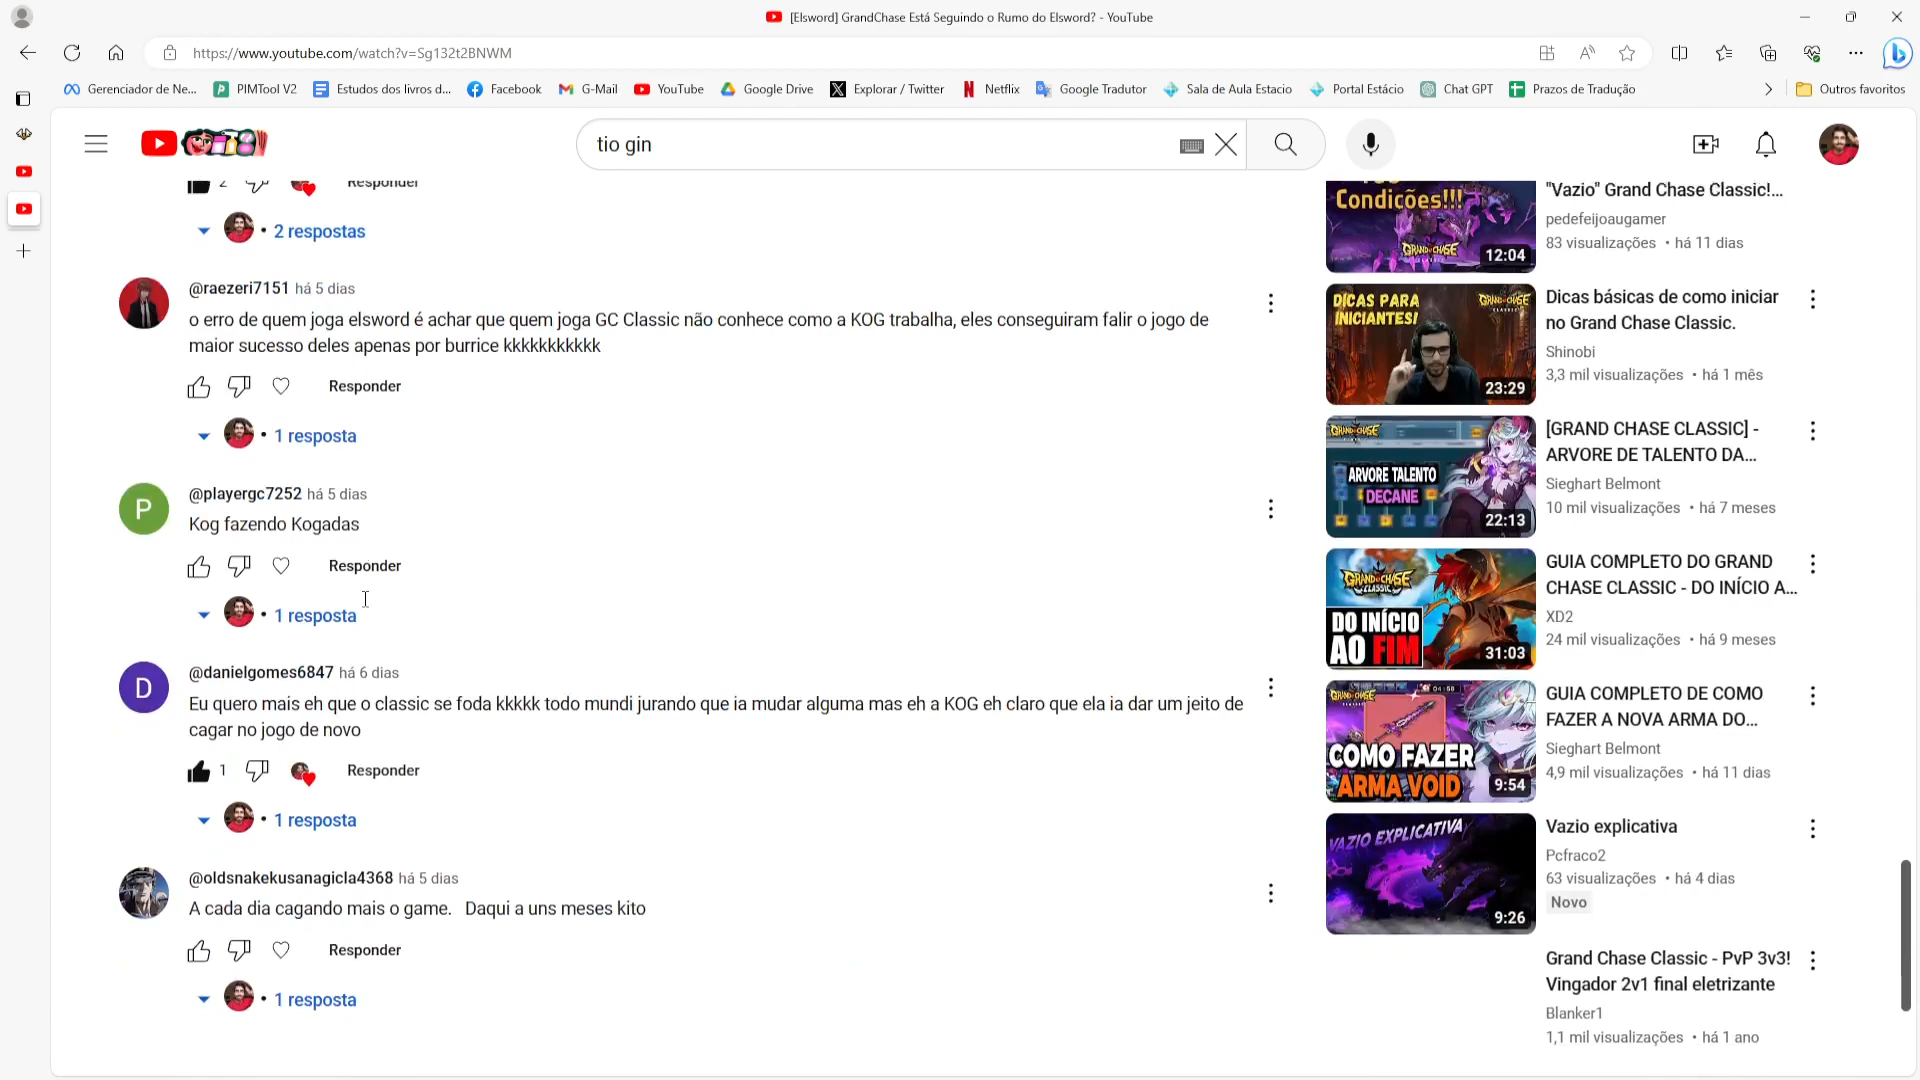 [Elsword] GrandChase Está Seguindo o Rumo do Elsword? - YouTube
https://www.youtube.com/watch?v=Sg132t2BNWM
Gerenciador de Ne...
PIMTool V2
Estudos dos livros d...
Facebook
G-Mail
YouTube
Google Drive
Explorar / Twitter
Netflix
Google Tradutor
Sala de Aula Estacio
Portal Estácio
Chat GPT
Prazos de Tradução
Outros favoritos
tio gin
2
Responder
2 respostas
@raezeri7151 há 5 dias
o erro de quem joga elsword é achar que quem joga GC Classic não conhece como a KOG trabalha, eles conseguiram falir o jogo de
maior sucesso deles apenas por burrice kkkkkkkkkkk
Responder
1 resposta
P
@playergc7252 há 5 dias
Kog fazendo Kogadas
Responder
1 resposta
D
@danielgomes6847 há 6 dias
Eu quero mais eh que o classic se foda kkkkk todo mundi jurando que ia mudar alguma mas eh a KOG eh claro que ela ia dar um jeito de
cagar no jogo de novo
1
Responder
1 resposta
@oldsnakekusanagicla4368 há 5 dias
A cada dia cagando mais o game. Daqui a uns meses kito
Responder
1 resposta
Condições!!!
GRAND CHASE
12:04
"Vazio" Grand Chase Classic!...
pedefeijoaugamer
83 visualizações • há 11 dias
DICAS PARA
INICIANTES!
GRAND CHASE
CLASSIC
23:29
Dicas básicas de como iniciar
no Grand Chase Classic.
Shinobi
3,3 mil visualizações • há 1 mês
GRAND CHASE
ARVORE TALENTO
DECANE
22:13
[GRAND CHASE CLASSIC] -
ARVORE DE TALENTO DA...
Sieghart Belmont
10 mil visualizações • há 7 meses
GRAND CHASE
CLASSIC
DO INÍCIO
AO FIM
31:03
GUIA COMPLETO DO GRAND
CHASE CLASSIC - DO INÍCIO A...
XD2
24 mil visualizações • há 9 meses
GRAND CHASE
04:58
COMO FAZER
ARMA VOID
9:54
GUIA COMPLETO DE COMO
FAZER A NOVA ARMA DO...
Sieghart Belmont
4,9 mil visualizações • há 11 dias
VAZIO EXPLICATIVA
9:26
Vazio explicativa
Pcfraco2
63 visualizações • há 4 dias
Novo
Grand Chase Classic - PvP 3v3!
Vingador 2v1 final eletrizante
Blanker1
1,1 mil visualizações • há 1 ano